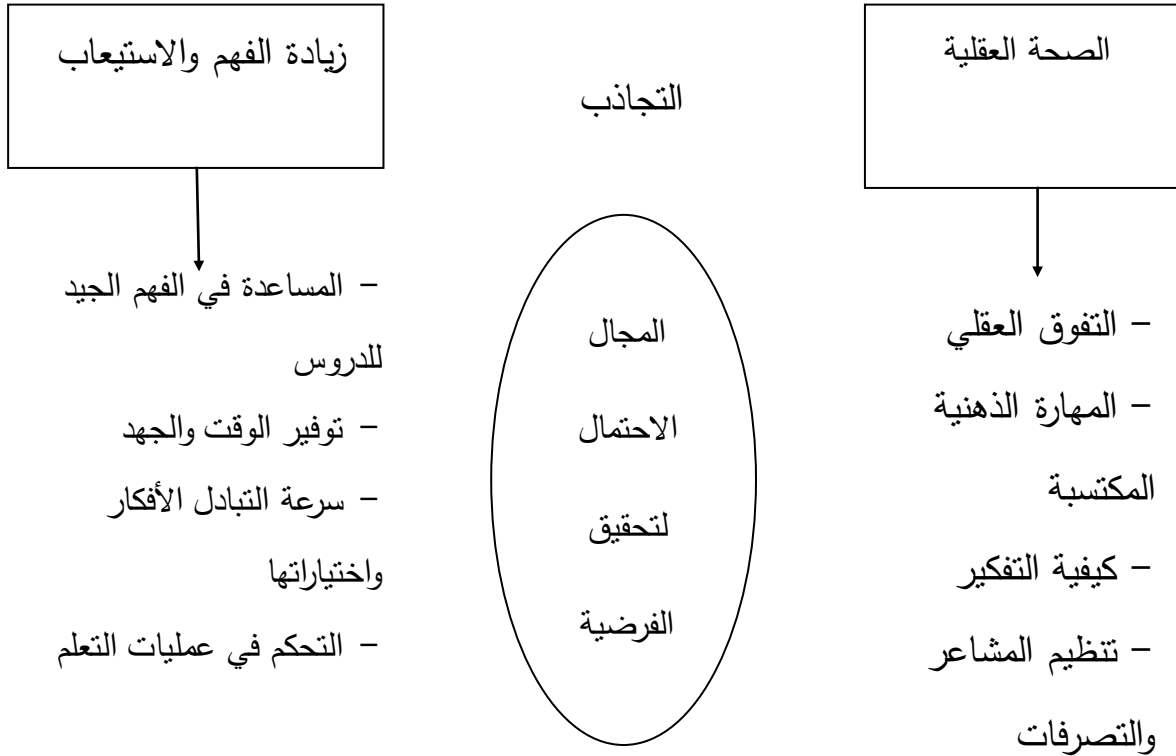 الصحة العقلية
– التفوق العقلي
– المهارة الذهنية
المكتسبة
– كيفية التفكير
– تنظيم المشاعر
والتصرفات
التجاذب
المجال
الاحتمال
لتحقيق
الفرضية
زيادة الفهم والاستيعاب
– المساعدة في الفهم الجيد
للدروس
– توفير الوقت والجهد
– سرعة التبادل الأفكار
واختياراتها
– التحكم في عمليات التعلم